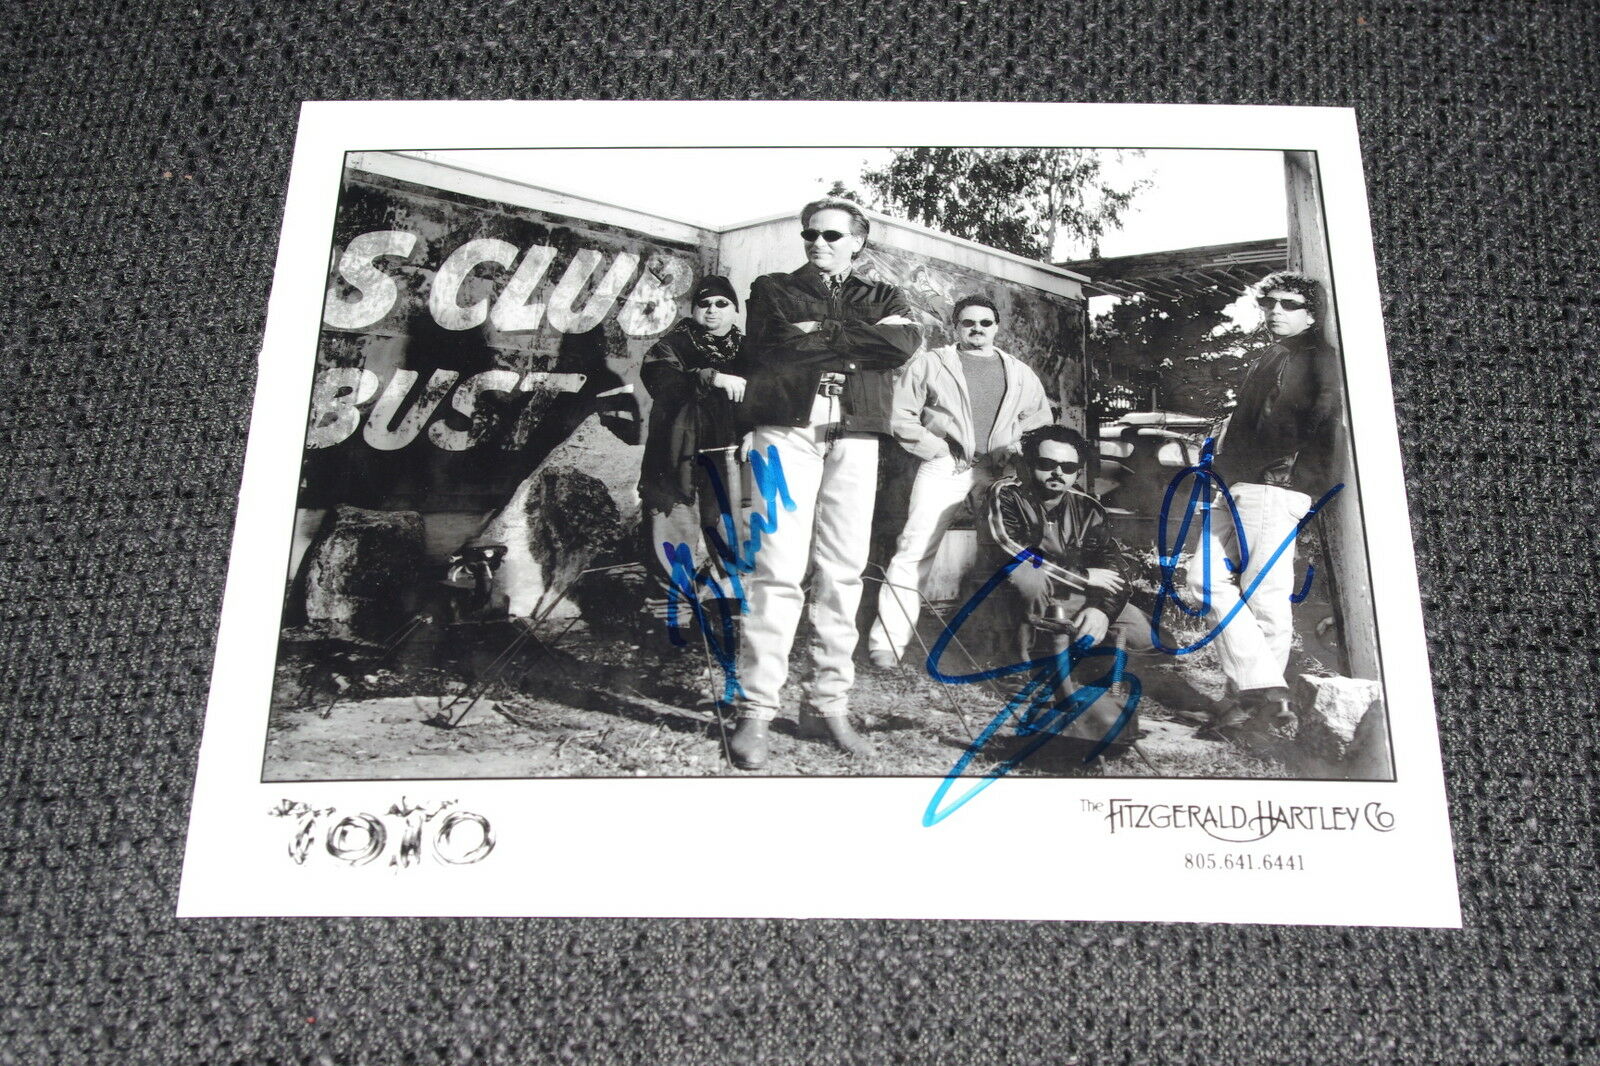 S CLUB
BUST
TOTO
The FITZGERALD HARTLEY Co
805.641.6441